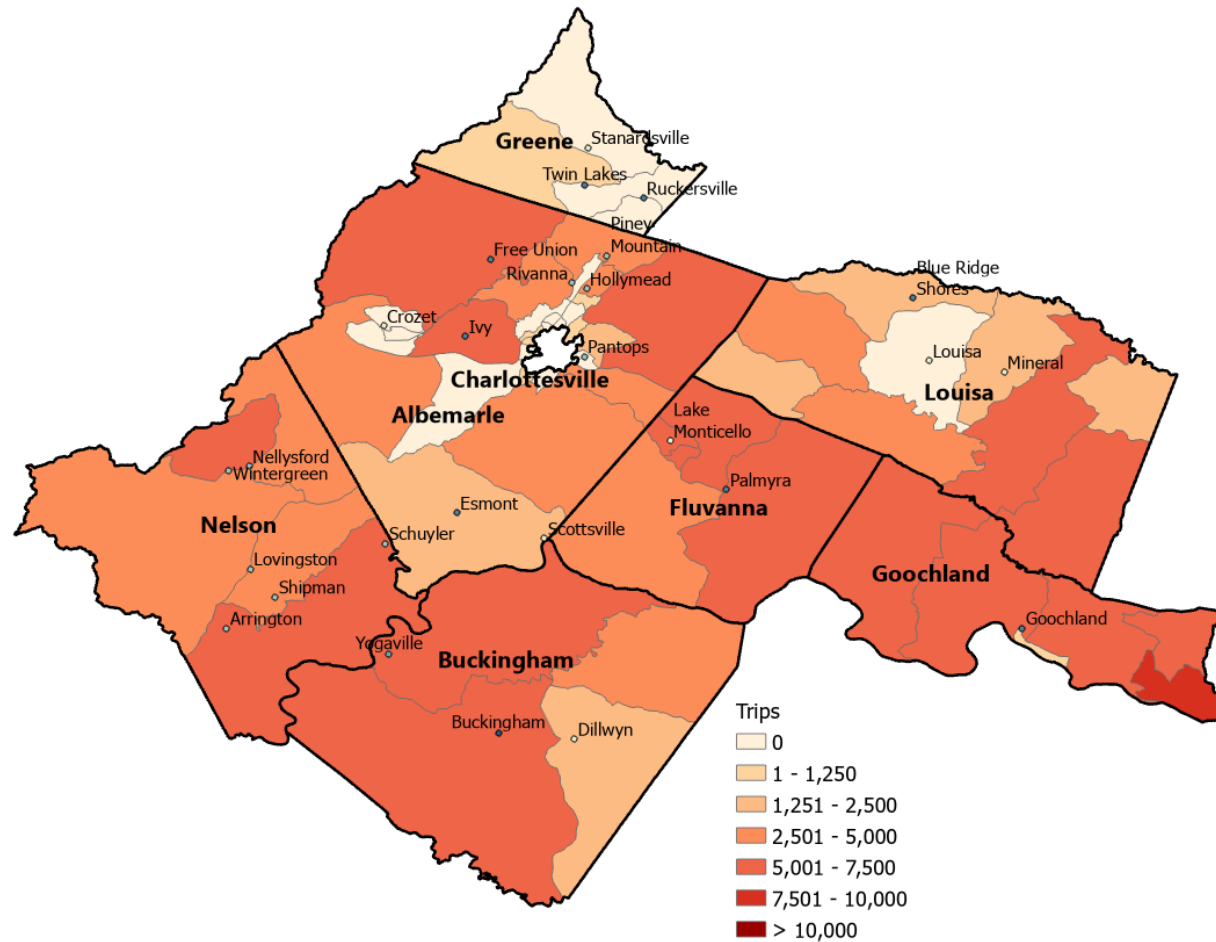 Stanardsville
Greene
Twin Lakes
Ruckersville
Piney
Mountain
Free Union
Rivanna
Hollymead
Blue Ridge
Shores
Crozet
Ivy
Pantops
Louisa
Mineral
Charlottesville
Albemarle
Louisa
Lake
Monticello
Nellysford
Wintergreen
Palmyra
Esmont
Fluvanna
Nelson
Schuyler
Scottsville
Lovingston
Goochland
Shipman
Arrington
Goochland
Yogaville
Buckingham
Buckingham
Dillwyn
Trips
0
1 - 1,250
1,251 - 2,500
2,501 - 5,000
5,001 - 7,500
7,501 - 10,000
> 10,000